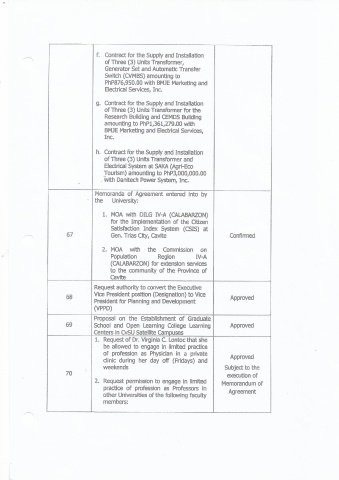 f. Contract for the Supply and Installation
of Three (3) Units Transformer,
Generator Set and Automatic Transfer
Switch (CVMBS) amounting to
PhP876,950.00 with BMJE Marketing and
Electrical Services, Inc.
g. Contract for the Supply and Installation
of Three (3) Units Transformer for the
Research Building and CEMDS Building
amounting to PhP1,361,279.00 with
BMJE Marketing and Electrical Services,
Inc.
h. Contract for the Supply and Installation
of Three (3) Units Transformer and
Electrical System at SAKA (Agri-Eco
Tourism) amounting to PhP3,000,000.00
with Danitech Power System, Inc.
67
Memoranda of Agreement entered into by
the University:
1. MOA with DILG IV-A (CALABARZON)
for the Implementation of the Citizen
Satisfaction Index System (CSIS) at
Gen. Trias City, Cavite
2. MOA with the Commission on
Population Region IV-A
(CALABARZON) for extension services
to the community of the Province of
Cavite
Confirmed
68
Request authority to convert the Executive
Vice President position (Designation) to Vice
President for Planning and Development
(VPPD)
Approved
69
Proposal on the Establishment of Graduate
School and Open Learning College Learning
Centers in CvSU Satellite Campuses
Approved
70
1. Request of Dr. Virginia C. Lontoc that she
be allowed to engage in limited practice
of profession as Physician in a private
clinic during her day off (Fridays) and
weekends
2. Request permission to engage in limited
practice of profession as Professors in
other Universities of the following faculty
members:
Approved
Subject to the
execution of
Memorandum of
Agreement